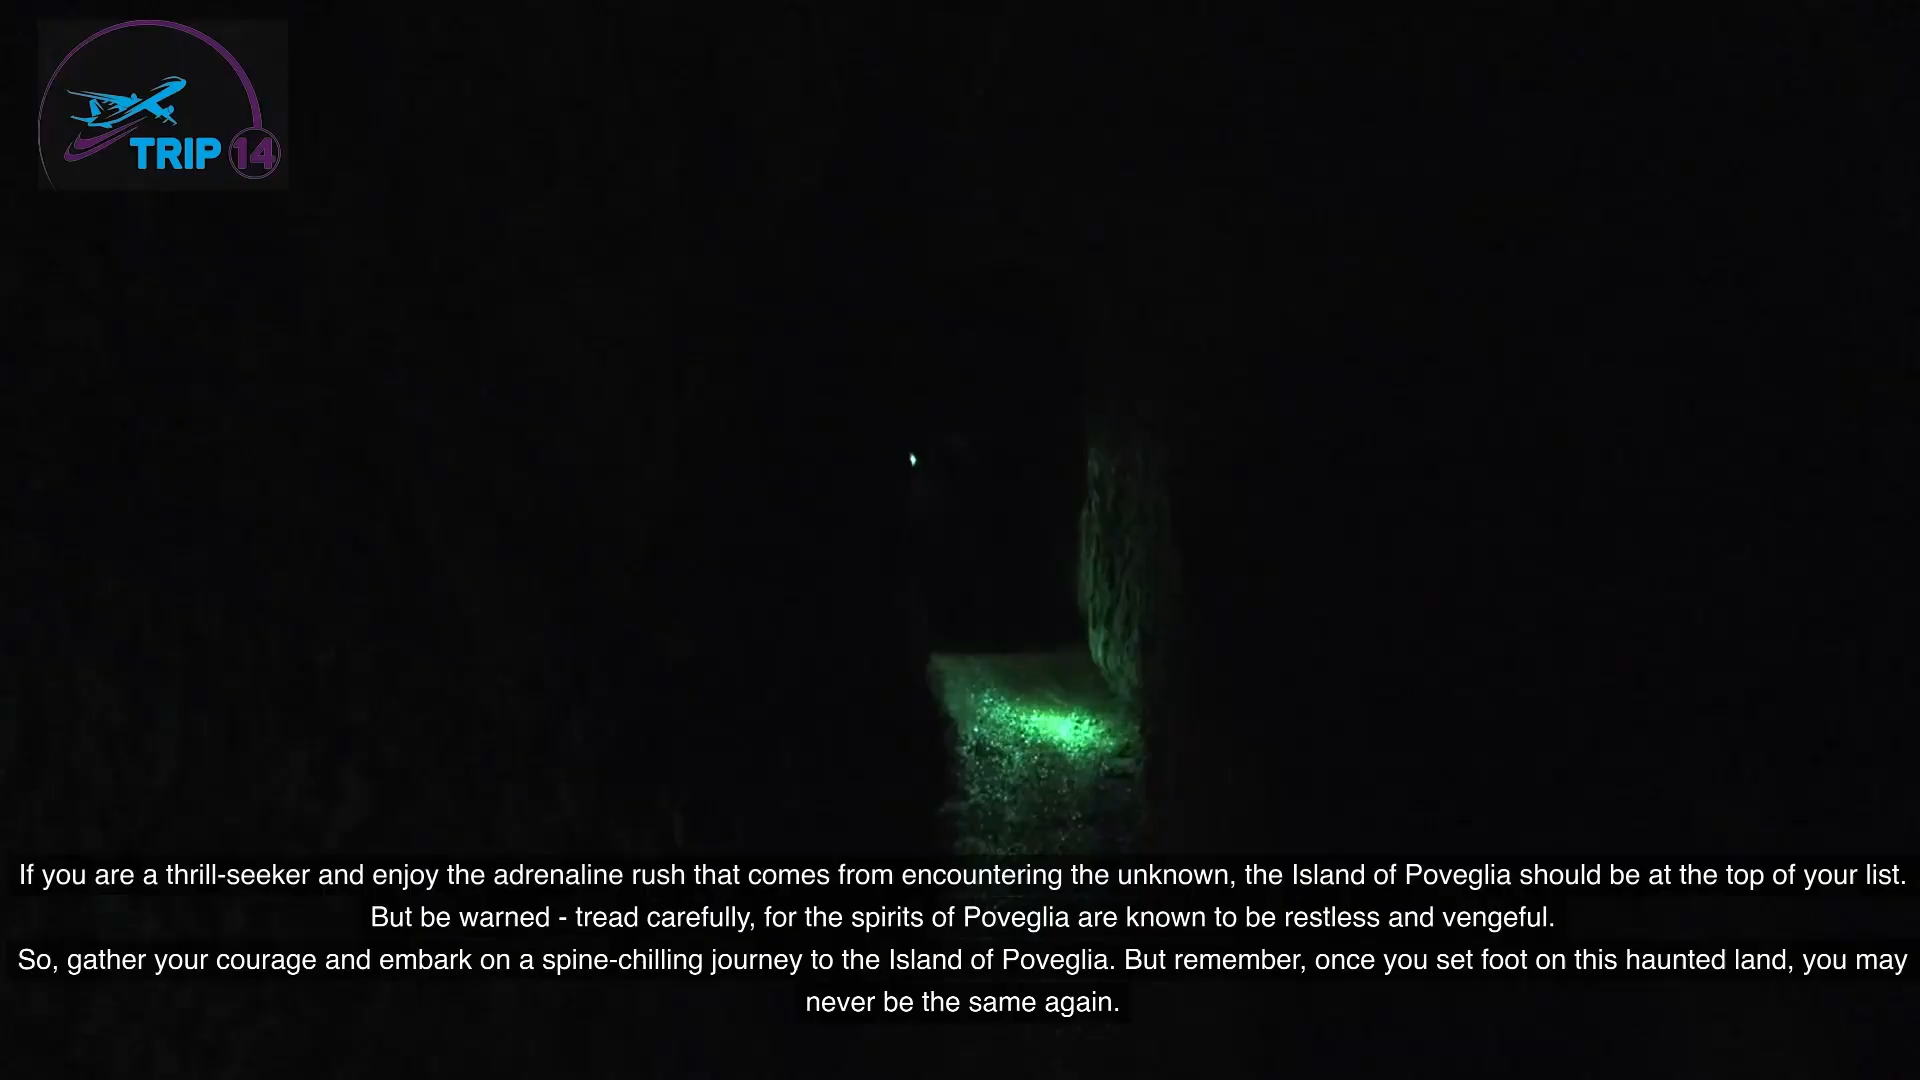 TRIP 14
If you are a thrill-seeker and enjoy the adrenaline rush that comes from encountering the unknown, the Island of Poveglia should be at the top of your list.
But be warned - tread carefully, for the spirits of Poveglia are known to be restless and vengeful.
So, gather your courage and embark on a spine-chilling journey to the Island of Poveglia. But remember, once you set foot on this haunted land, you may
never be the same again.